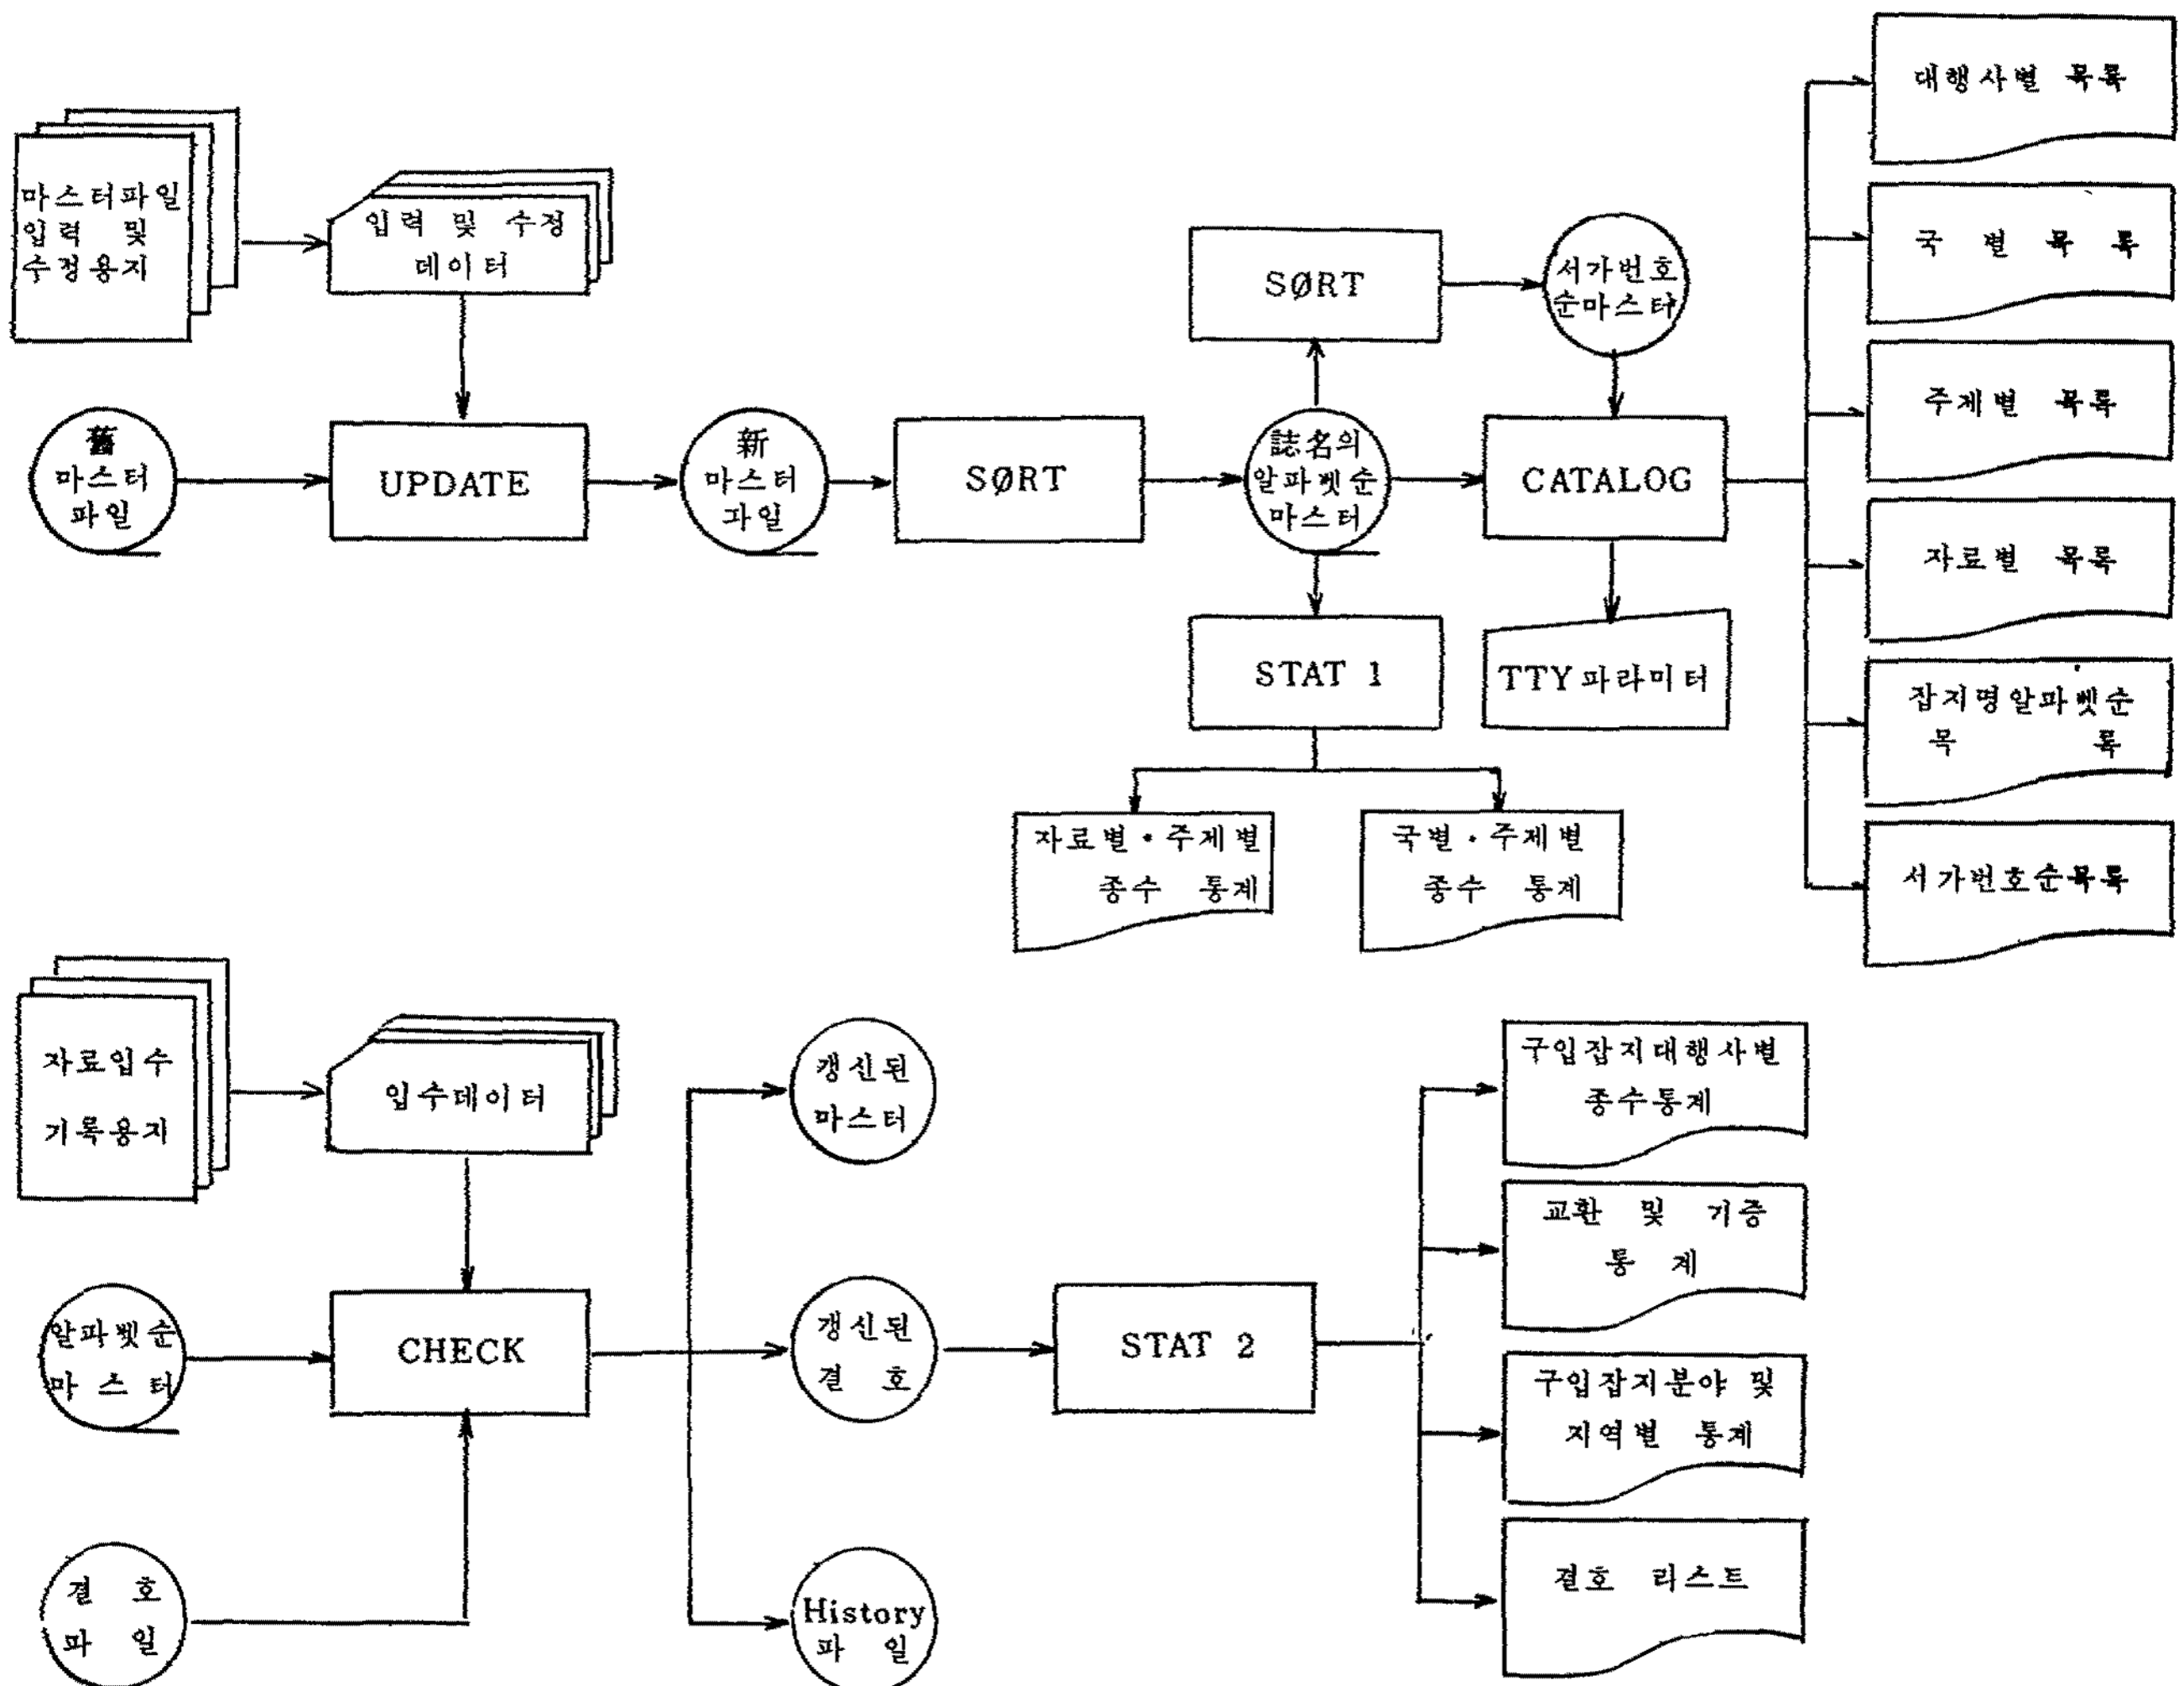 마스터파일
입력 및
수정용지
입력 및 수정
데이터
舊
마스터
파일
UPDATE
新
마스터
파일
SØRT
誌名의
알파벳순
마스터
SØRT
서가번호
순마스터
CATALOG
TTY파라미터
STAT 1
자료별·주제별
종수 통계
국별·주제별
종수 통계
대행사별 목록
국 별 목 록
주제별 목록
자료별 목록
잡지명알파벳순
목 록
서가번호순목록
자료입수
기록용지
입수데이터
알파벳순
마 스 터
CHECK
결 호
파 일
갱신된
마스터
갱신된
결 호
History
파 일
STAT 2
구입잡지대행사별
종수통계
교환 및 기증
통 계
구입잡지분야 및
지역별 통계
결호 리스트